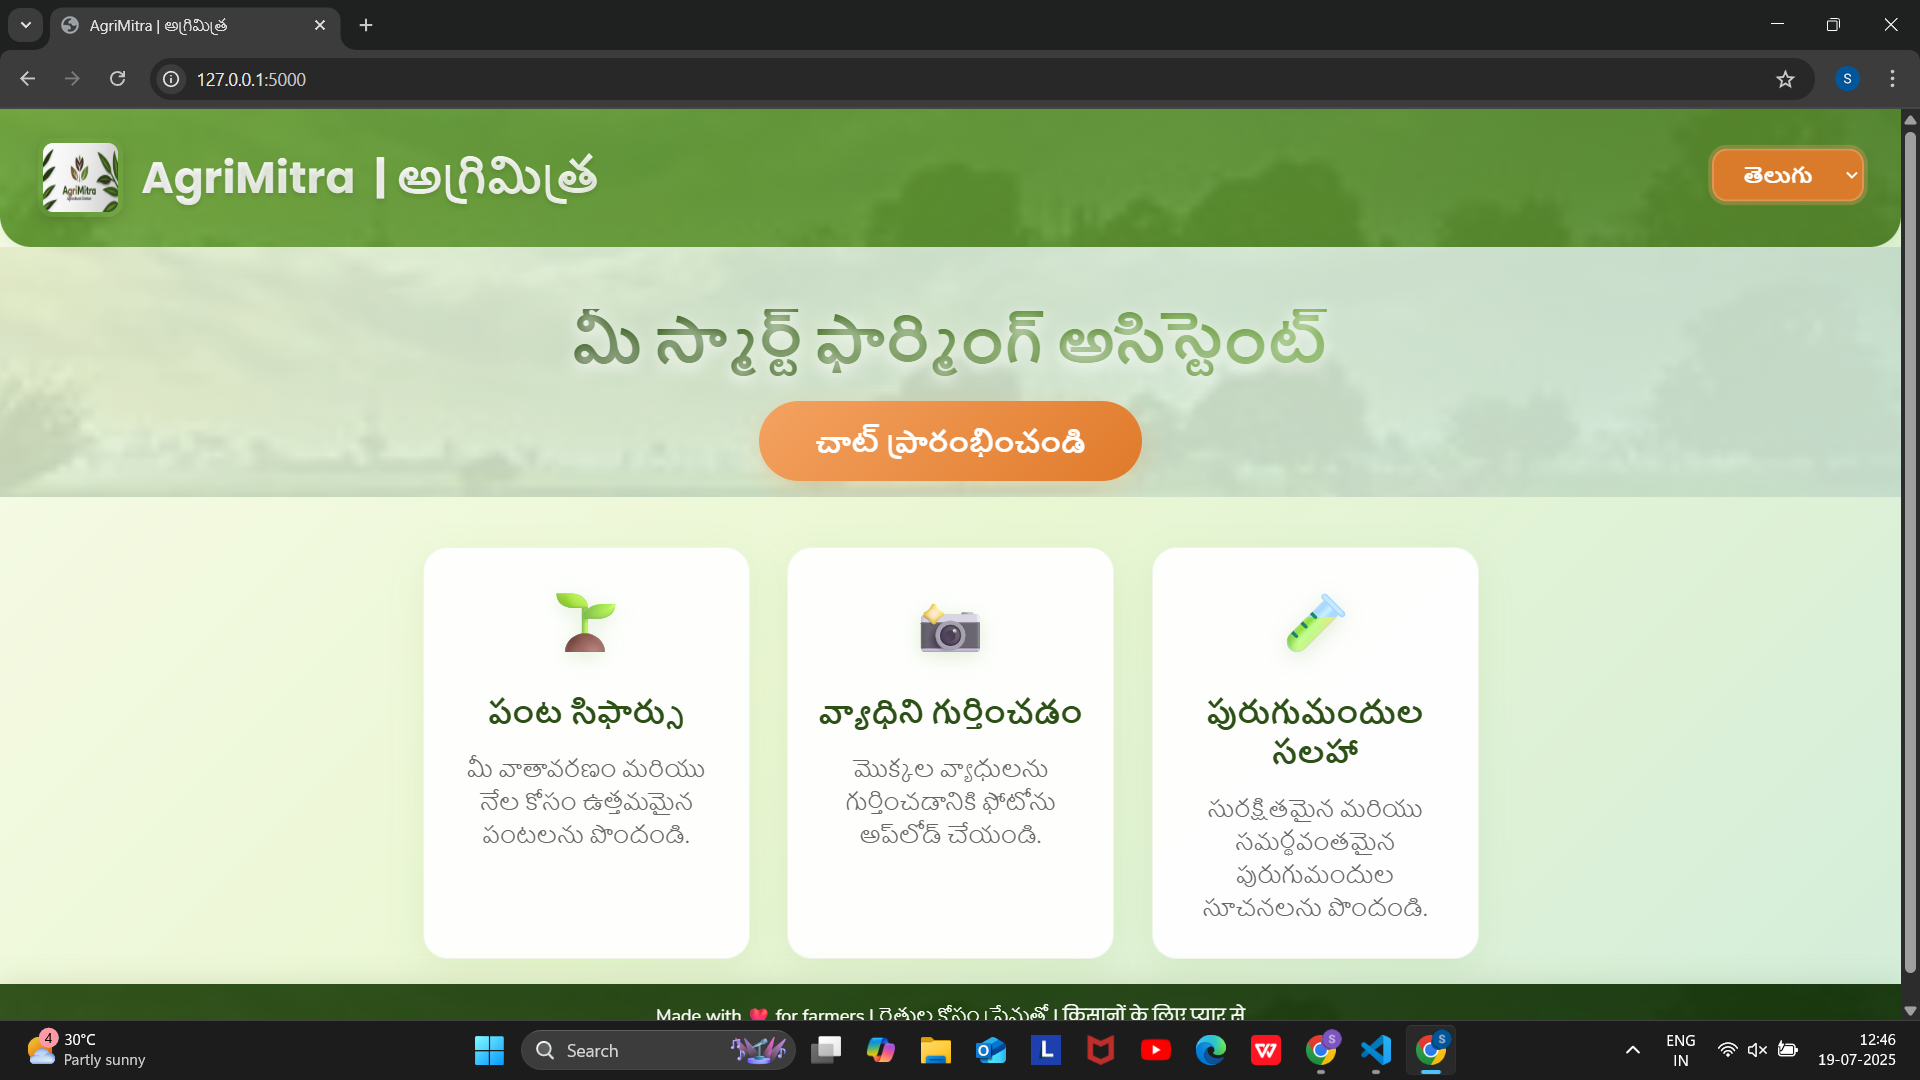 AgriMitra | అగ్రిమిత్ర
127.0.0.1:5000
S
AgriMitra
AgriMitra | అగ్రిమిత్ర
తెలుగు
మీ స్మార్ట్ ఫార్మింగ్ అసిస్టెంట్
చాట్ ప్రారంభించండి
పంట సిఫార్సు
మీ వాతావరణం మరియు
నేల కోసం ఉత్తమమైన
పంటలను పొందండి.
వ్యాధిని గుర్తించడం
మొక్కల వ్యాధులను
గుర్తించడానికి ఫోటోను
అప్‌లోడ్ చేయండి.
పురుగుమందుల
సలహా
సురక్షితమైన మరియు
సమర్థవంతమైన
పురుగుమందుల
సూచనలను పొందండి.
Made with ❤️ for farmers | రైతుల కోసం ప్రేమతో | किसानों के लिए प्यार से
4
30°C
Partly sunny
Search
L
W
S
S
ENG
IN
12:46
19-07-2025